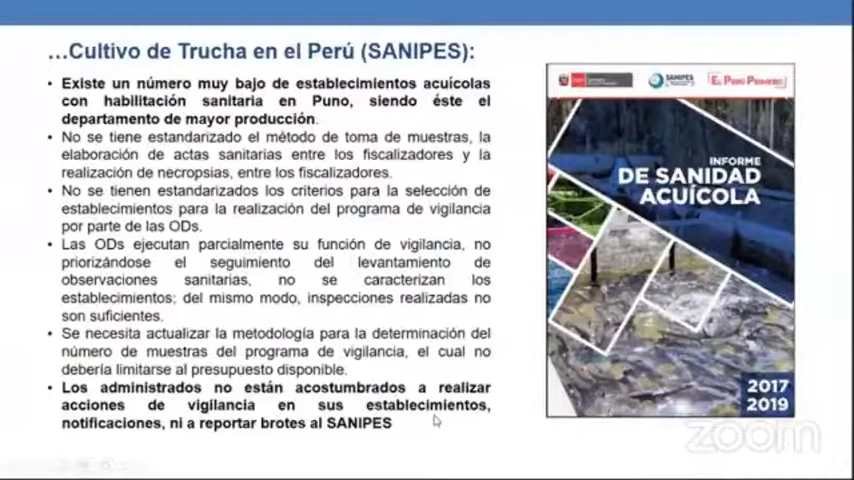 ...Cultivo de Trucha en el Perú (SANIPES):
• Existe un número muy bajo de establecimientos acuícolas
con habilitación sanitaria en Puno, siendo éste el
departamento de mayor producción.
• No se tiene estandarizado el método de toma de muestras, la
elaboración de actas sanitarias entre los fiscalizadores y la
realización de necropsias, entre los fiscalizadores.
• No se tienen estandarizados los criterios para la selección de
establecimientos para la realización del programa de vigilancia
por parte de las ODs.
• Las ODs ejecutan parcialmente su función de vigilancia, no
priorizándose el seguimiento del levantamiento de
observaciones sanitarias, no se caracterizan los
establecimientos; del mismo modo, inspecciones realizadas no
son suficientes.
• Se necesita actualizar la metodología para la determinación del
número de muestras del programa de vigilancia, el cual no
debería limitarse al presupuesto disponible.
• Los administrados no están acostumbrados a realizar
acciones de vigilancia en sus establecimientos,
notificaciones, ni a reportar brotes al SANIPES
SANIPES
EL PERÚ PRIMERO
INFORME
DE SANIDAD
ACUÍCOLA
2017
2019
zoom